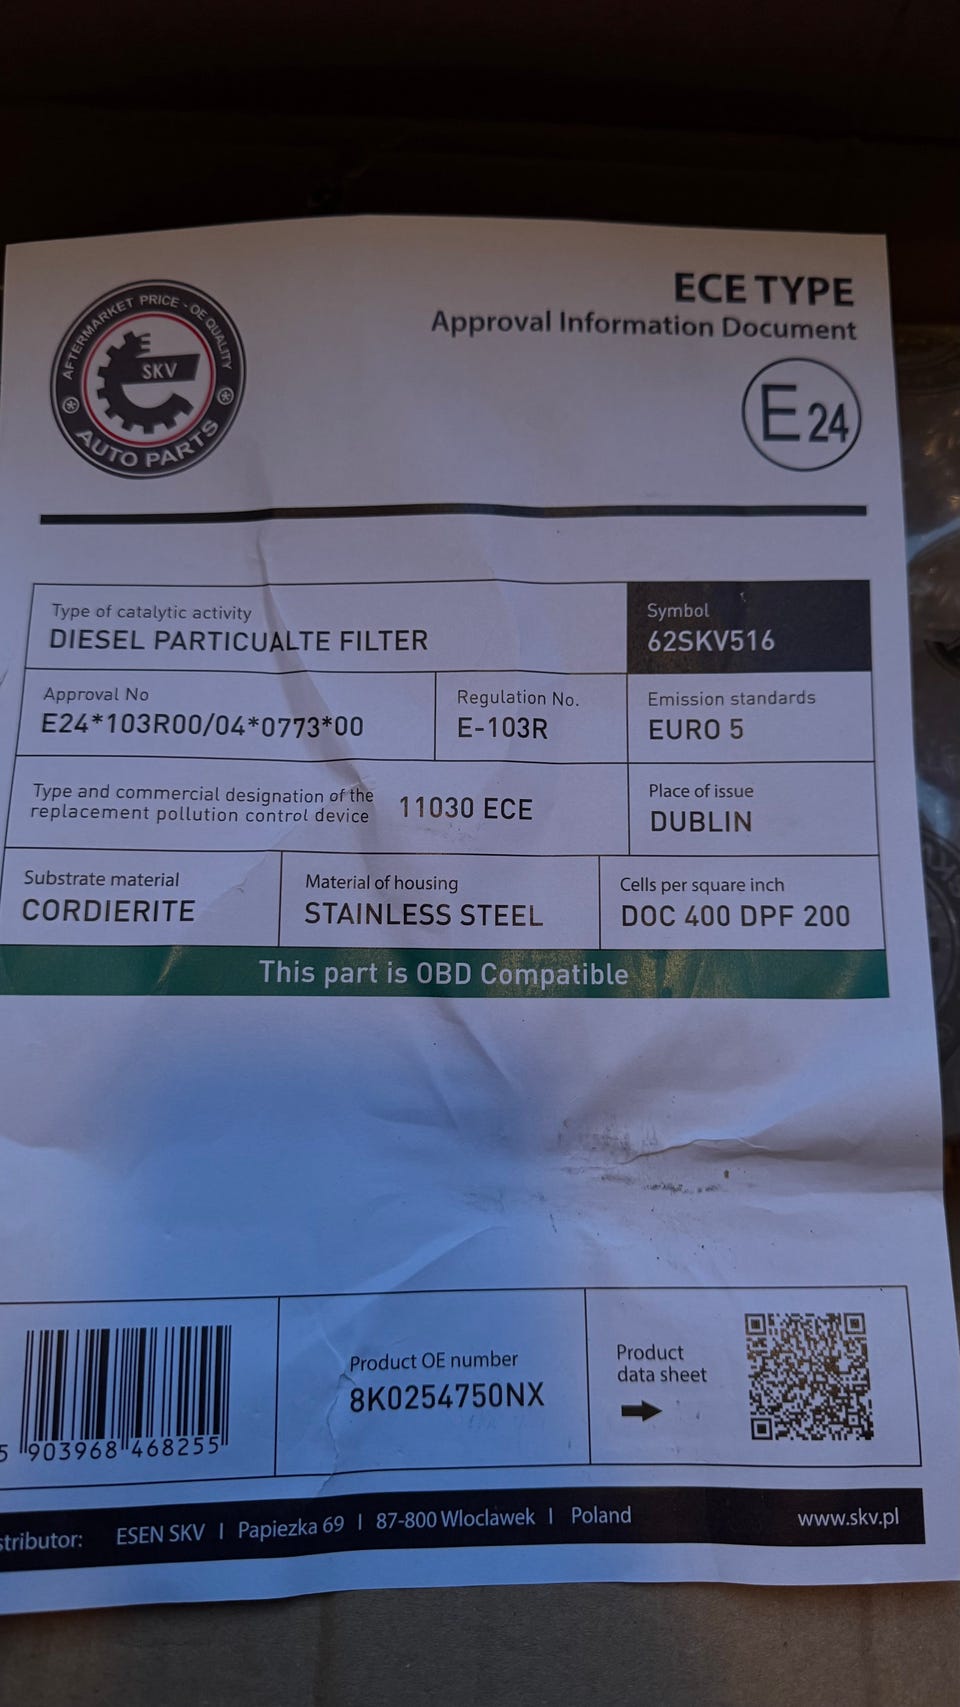 AFTERMARKET PRICE - OE QUALITY
SKV
AUTO PARTS
ECE TYPE
Approval Information Document
E24
Type of catalytic activity
DIESEL PARTICUALTE FILTER
Symbol
62SKV516
Approval No
E24*103R00/04*0773*00
Regulation No.
E-103R
Emission standards
EURO 5
Type and commercial designation of the
replacement pollution control device
11030 ECE
Place of issue
DUBLIN
Substrate material
CORDIERITE
Material of housing
STAINLESS STEEL
Cells per square inch
DOC 400 DPF 200
This part is OBD Compatible
5 903968 468255
Product OE number
8K0254750NX
Product
data sheet
stributor: ESEN SKV | Papiezka 69 | 87-800 Wloclawek | Poland
www.skv.pl